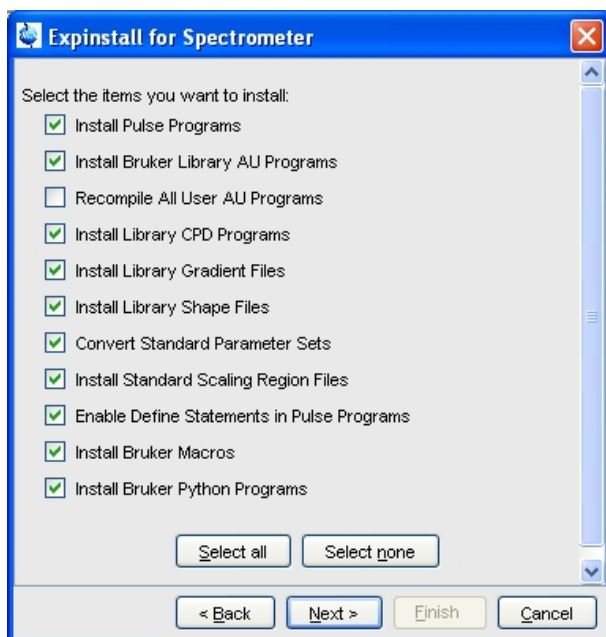 Expinstall for Spectrometer
Select the items you want to install:
Install Pulse Programs
Install Bruker Library AU Programs
Recompile All User AU Programs
Install Library CPD Programs
Install Library Gradient Files
Install Library Shape Files
Convert Standard Parameter Sets
Install Standard Scaling Region Files
Enable Define Statements in Pulse Programs
Install Bruker Macros
Install Bruker Python Programs
Select all Select none
< Back Next > Finish Cancel